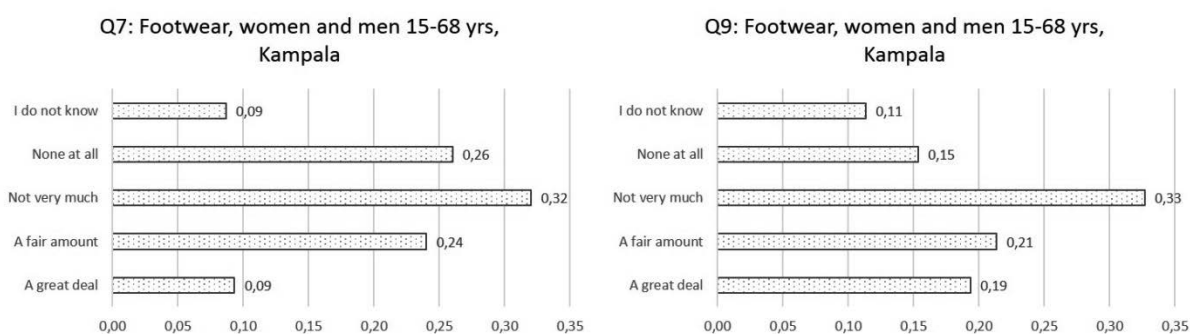 Q7: Footwear, women and men 15-68 yrs,
Kampala
I do not know 0,09
None at all 0,26
Not very much 0,32
A fair amount 0,24
A great deal 0,09
0,00 0,05 0,10 0,15 0,20 0,25 0,30 0,35
Q9: Footwear, women and men 15-68 yrs,
Kampala
I do not know 0,11
None at all 0,15
Not very much 0,33
A fair amount 0,21
A great deal 0,19
0,00 0,05 0,10 0,15 0,20 0,25 0,30 0,35